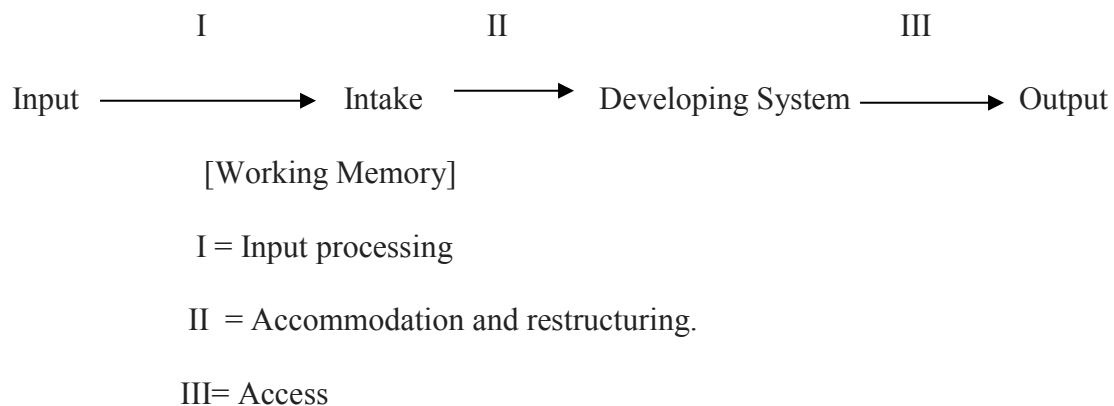 I II III
Input Intake Developing System Output
[Working Memory]
I = Input processing
II = Accommodation and restructuring.
III= Access